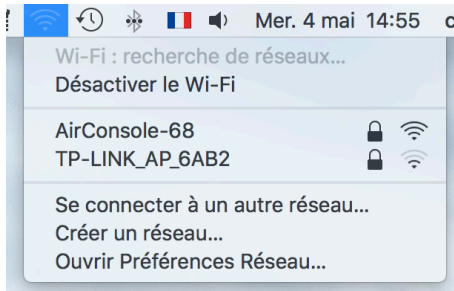 Mer. 4 mai 14:55
Wi-Fi : recherche de réseaux...
Désactiver le Wi-Fi
AirConsole-68
TP-LINK_AP_6AB2
Se connecter à un autre réseau...
Créer un réseau...
Ouvrir Préférences Réseau...